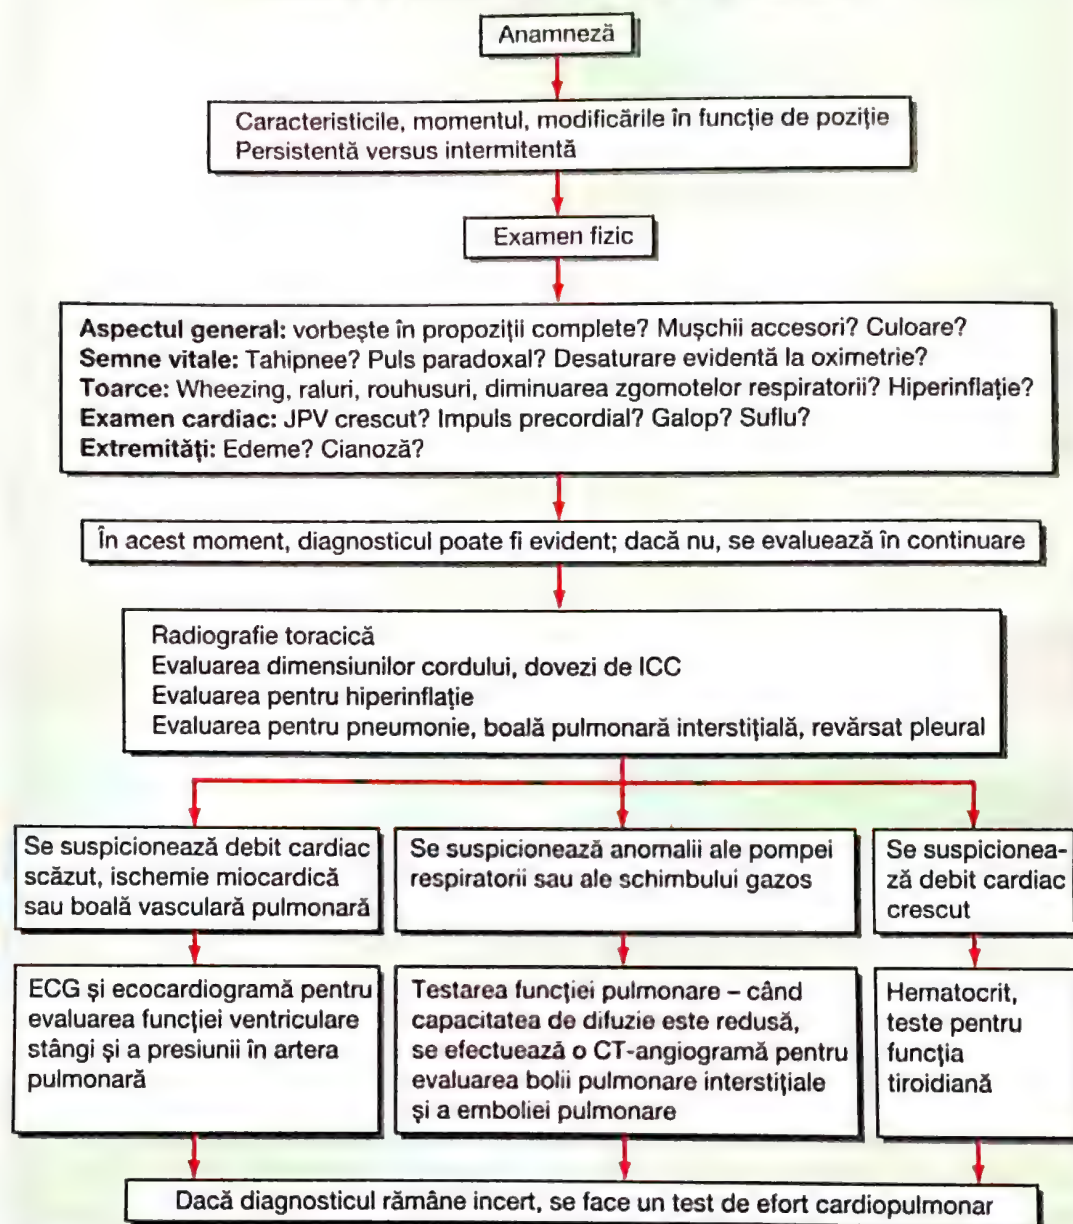 Anamneză
Caracteristicile, momentul, modificările în funcție de poziție
Persistentă versus intermitentă
Examen fizic
Aspectul general: vorbește în propoziții complete? Mușchii accesori? Culoare?
Semne vitale: Tahipnee? Puls paradoxal? Desaturare evidentă la oximetrie?
Toarce: Wheezing, raluri, rouhusuri, diminuarea zgomotelor respiratorii? Hiperinflație?
Examen cardiac: JPV crescut? Impuls precordial? Galop? Suflu?
Extremități: Edeme? Cianoză?
În acest moment, diagnosticul poate fi evident; dacă nu, se evaluează în continuare
Radiografie toracică
Evaluarea dimensiunilor cordului, dovezi de ICC
Evaluarea pentru hiperinflație
Evaluarea pentru pneumonie, boală pulmonară interstițială, revărsat pleural
Se suspicionează debit cardiac
scăzut, ischemie miocardică
sau boală vasculară pulmonară
Se suspicionează anomalii ale pompei
respiratorii sau ale schimbului gazos
Se suspicionea-
ză debit cardiac
crescut
ECG și ecocardiogramă pentru
evaluarea funcției ventriculare
stângi și a presiunii în artera
pulmonară
Testarea funcției pulmonare – când
capacitatea de difuzie este redusă,
se efectuează o CT-angiogramă pentru
evaluarea bolii pulmonare interstițiale
și a emboliei pulmonare
Hematocrit,
teste pentru
funcția
tiroidiană
Dacă diagnosticul rămâne incert, se face un test de efort cardiopulmonar